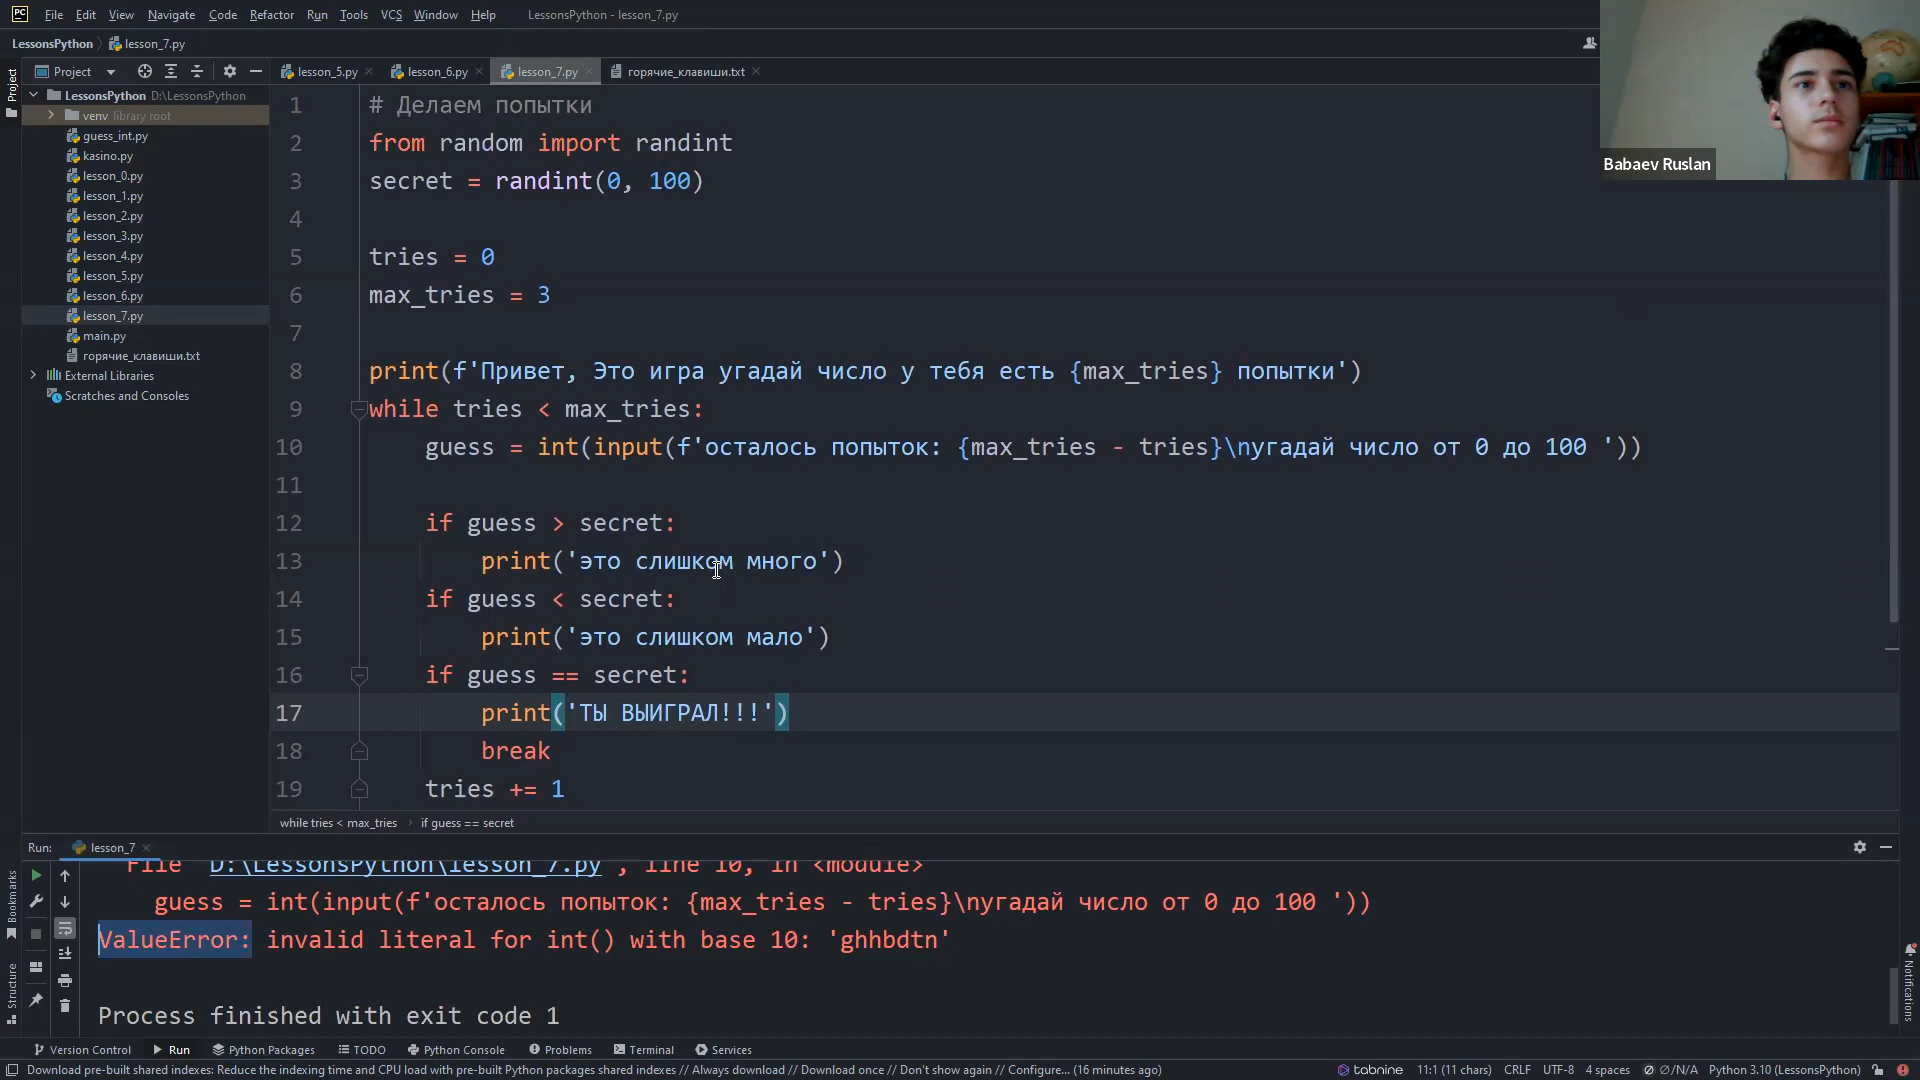 PC File Edit View Navigate Code Refactor Run Tools VCS Window Help LessonsPython - lesson_7.py
LessonsPython lesson_7.py
Project
Project lesson_5.py lesson_6.py lesson_7.py горячие_клавиши.txt
LessonsPython D:\LessonsPython
venv library root
guess_int.py
kasino.py
lesson_0.py
lesson_1.py
lesson_2.py
lesson_3.py
lesson_4.py
lesson_5.py
lesson_6.py
lesson_7.py
main.py
горячие_клавиши.txt
External Libraries
Scratches and Consoles
1 # Делаем попытки
2 from random import randint
3 secret = randint(0, 100)
4
5 tries = 0
6 max_tries = 3
7
8 print(f'Привет, Это игра угадай число у тебя есть {max_tries} попытки')
9 while tries < max_tries:
10 guess = int(input(f'осталось попыток: {max_tries - tries}\nугадай число от 0 до 100 '))
11
12 if guess > secret:
13 print('это слишком много')
14 if guess < secret:
15 print('это слишком мало')
16 if guess == secret:
17 print('ТЫ ВЫИГРАЛ!!!')
18 break
19 tries += 1
Babaev Ruslan
while tries < max_tries if guess == secret
Run: lesson_7
File "D:\LessonsPython\lesson_7.py", line 10, in <module>
guess = int(input(f'осталось попыток: {max_tries - tries}\nугадай число от 0 до 100 '))
ValueError: invalid literal for int() with base 10: 'ghhbdtn'
Process finished with exit code 1
Bookmarks
Structure
Notifications
Version Control Run Python Packages TODO Python Console Problems Terminal Services
Download pre-built shared indexes: Reduce the indexing time and CPU load with pre-built Python packages shared indexes // Always download // Download once // Don't show again // Configure... (16 minutes ago) tabnine 11:1 (11 chars) CRLF UTF-8 4 spaces ∅/N/A Python 3.10 (LessonsPython)